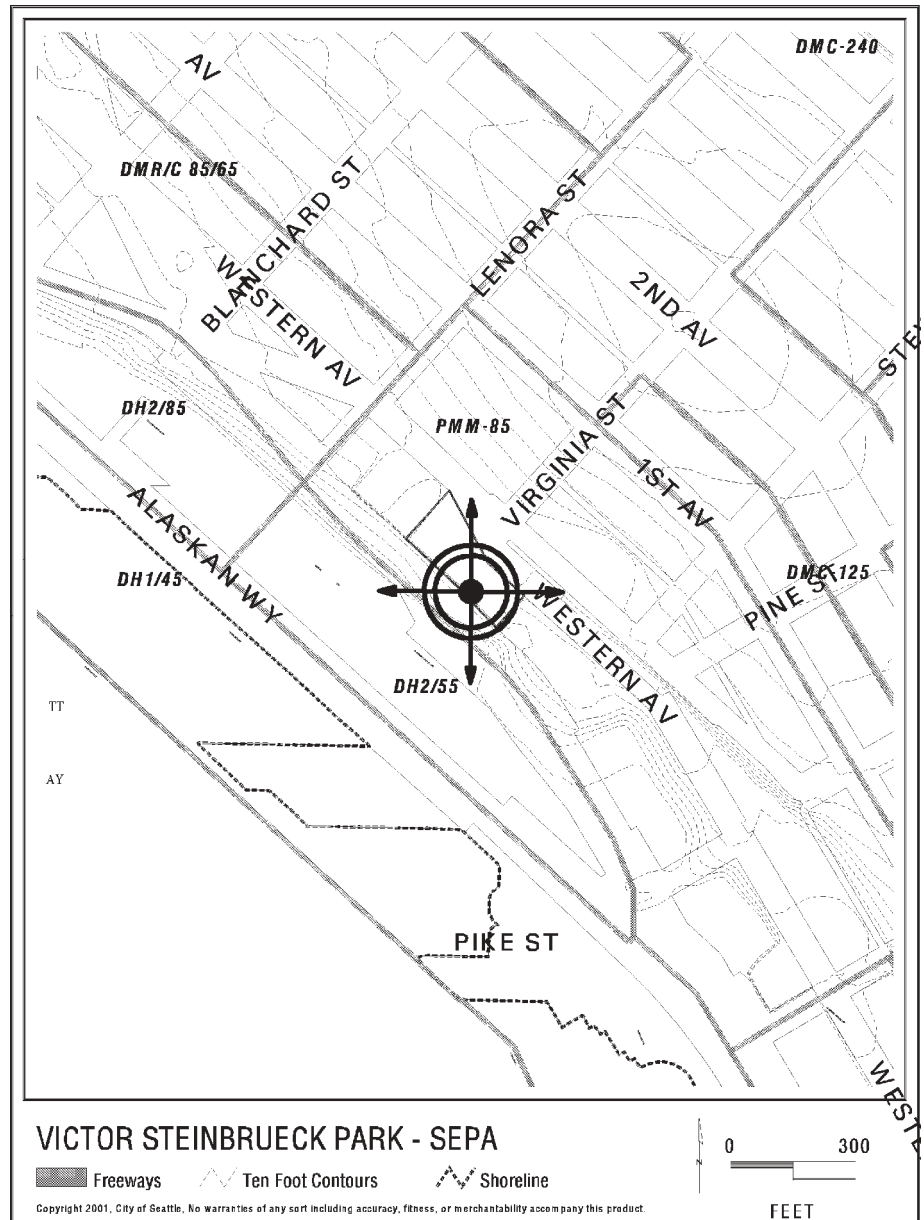 DMC-240
AV
DMR/C 85/65
BLANCHARD ST
LENORA ST
WESTERN AV
2ND AV
DH2/85
PMM-85
VIRGINIA ST
1ST AV
ALASKAN WY
DH1/45
DMC 125
PINE ST
WESTERN AV
DH2/55
TT
AY
PIKE ST
VICTOR STEINBRUECK PARK - SEPA
Freeways
Ten Foot Contours
Shoreline
N
0 300
FEET
Copyright 2001, City of Seattle, No warranties of any sort including accuracy, fitness, or merchantability accompany this product.